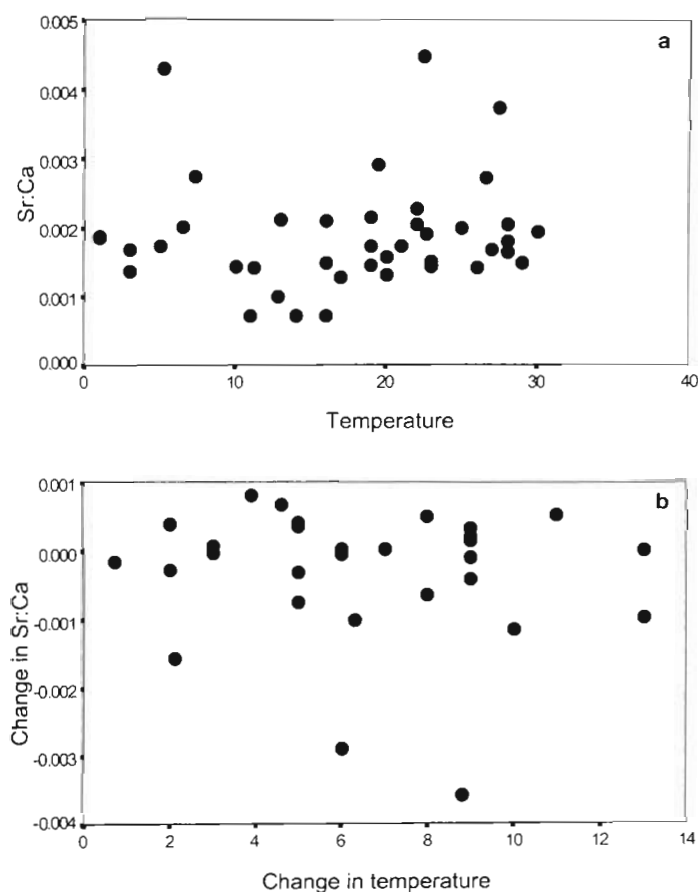 a
0.005
0.004
0.003
0.002
0.001
0.000
Sr:Ca
0 10 20 30 40
Temperature
b
0.001
0.000
-0.001
-0.002
-0.003
-0.004
Change in Sr:Ca
0 2 4 6 8 10 12 14
Change in temperature